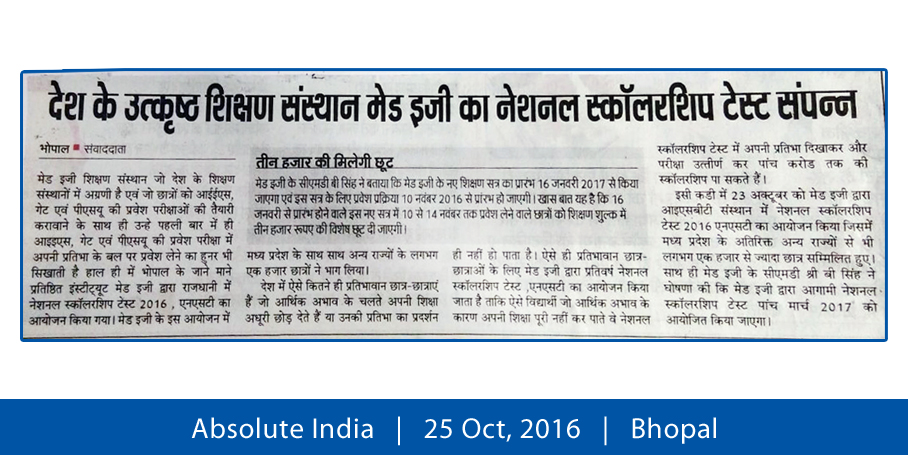 देश के उत्कृष्ट शिक्षण संस्थान मेड इजी का नेशनल स्कॉलरशिप टेस्ट संपन्न
भोपाल ■ संवाददाता
मेड इजी शिक्षण संस्थान जो देश के शिक्षण
संस्थानों में अग्रणी है एवं जो छात्रों को आईईएस,
गेट एवं पीएसयू की प्रवेश परीक्षाओं की तैयारी
करावाने के साथ ही उन्हे पहली बार में ही
आइइएस, गेट एवं पीएसयू की प्रवेश परीक्षा में
अपनी प्रतिभा के बल पर प्रवेश लेने का हुनर भी
सिखाती है हाल ही में भोपाल के जाने माने
प्रतिष्ठित इंस्टीट्यूट मेड इजी द्वारा राजधानी में
नेशनल स्कॉलरशिप टेस्ट 2016 , एनएसटी का
आयोजन किया गया। मेड इजी के इस आयोजन में
तीन हजार की मिलेगी छूट
मेड इजी के सीएमडी बी सिंह ने बताया कि मेड इजी के नए शिक्षण सत्र का प्रारंभ 16 जनवरी 2017 से किया
जाएगा एवं इस सत्र के लिए प्रवेश प्रक्रिया 10 नवंबर 2016 से प्रारंभ हो जाएगी। खास बात यह है कि 16
जनवरी से प्रारंभ होने वाले इस नए सत्र में 10 से 14 नवंबर तक प्रवेश लेने वाले छात्रों को शिक्षण शुल्क में
तीन हजार रूपए की विशेष छूट दी जाएगी।
मध्य प्रदेश के साथ साथ अन्य राज्यों के लगभग
एक हजार छात्रों ने भाग लिया।
देश में ऐसे कितने ही प्रतिभावान छात्र-छात्राएं
हैं जो आर्थिक अभाव के चलते अपनी शिक्षा
अधूरी छोड़ देते हैं या उनकी प्रतिभा का प्रदर्शन
ही नहीं हो पाता है। ऐसे ही प्रतिभावान छात्र-
छात्राओं के लिए मेड इजी द्वारा प्रतिवर्ष नेशनल
स्कॉलरशिप टेस्ट ,एनएसटी का आयोजन किया
जाता है ताकि ऐसे विद्यार्थी जो आर्थिक अभाव के
कारण अपनी शिक्षा पूरी नहीं कर पाते वे नेशनल
स्कॉलरशिप टेस्ट में अपनी प्रतिभा दिखाकर और
परीक्षा उत्तीर्ण कर पांच करोड तक की
स्कॉलरशिप पा सकते हैं।
इसी कडी में 23 अक्टूबर को मेड इजी द्वारा
आइएसबीटी संस्थान में नेशनल स्कॉलरशिप
टेस्ट 2016 एनएसटी का आयोजन किया जिसमें
मध्य प्रदेश के अतिरिक्त अन्य राज्यों से भी
लगभग एक हजार से ज्यादा छात्र सम्मिलित हुए।
साथ ही मेड इजी के सीएमडी श्री बी सिंह ने
घोषणा की कि मेड इजी द्वारा आगामी नेशनल
स्कॉलरशिप टेस्ट पांच मार्च 2017 को
आयोजित किया जाएगा।
Absolute India | 25 Oct, 2016 | Bhopal